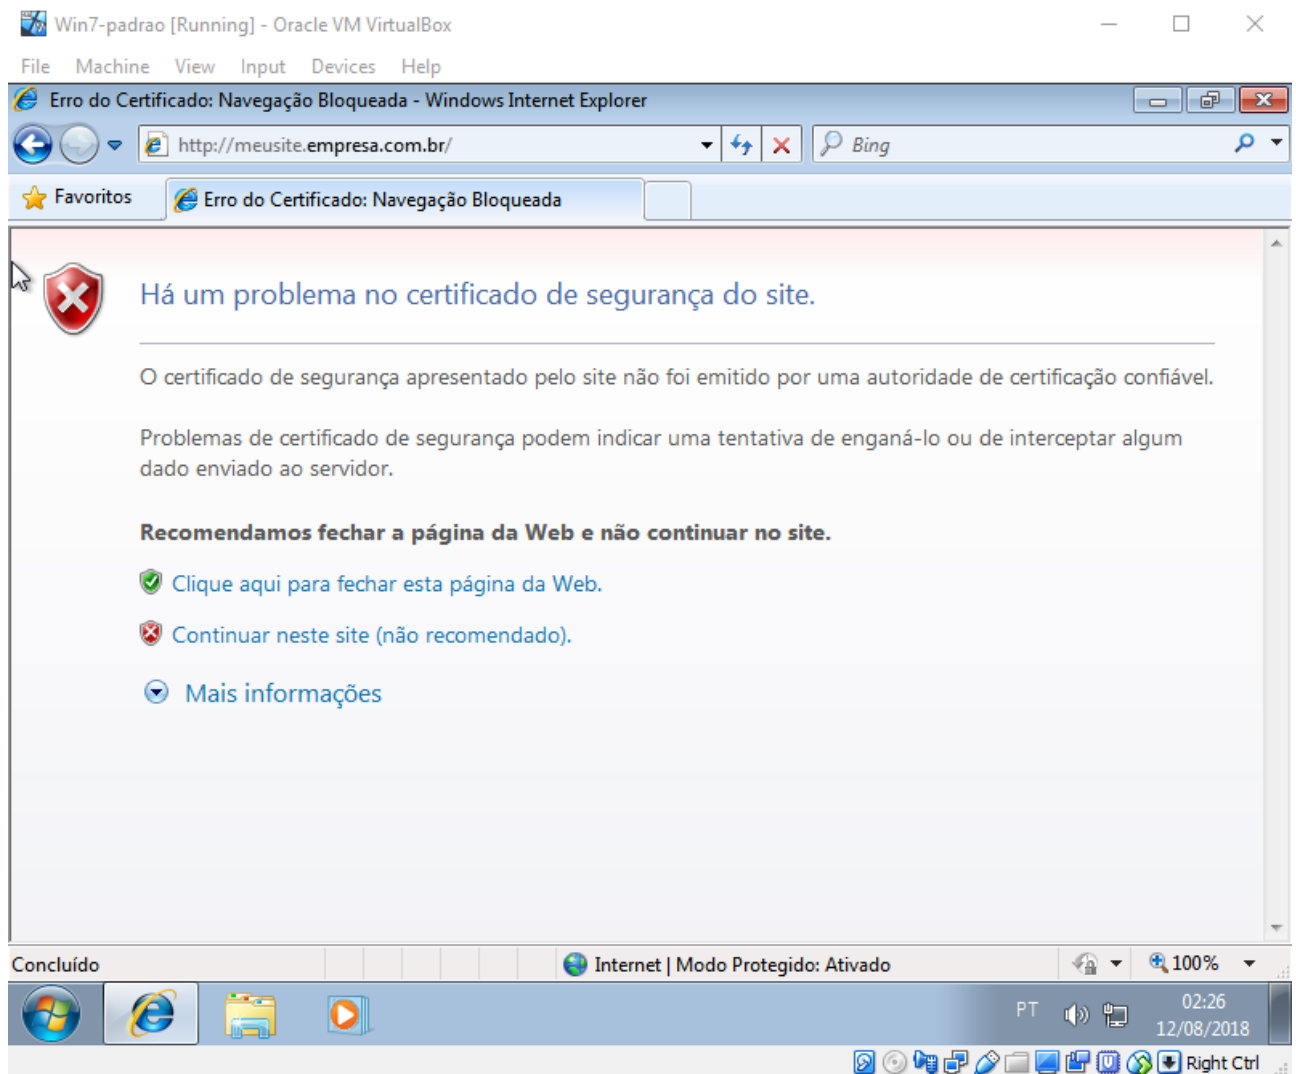 Win7-padrao [Running] - Oracle VM VirtualBox
File Machine View Input Devices Help
Erro do Certificado: Navegação Bloqueada - Windows Internet Explorer
http://meusite.empresa.com.br/
Bing
Favoritos
Erro do Certificado: Navegação Bloqueada
Há um problema no certificado de segurança do site.
O certificado de segurança apresentado pelo site não foi emitido por uma autoridade de certificação confiável.
Problemas de certificado de segurança podem indicar uma tentativa de enganá-lo ou de interceptar algum
dado enviado ao servidor.
Recomendamos fechar a página da Web e não continuar no site.
Clique aqui para fechar esta página da Web.
Continuar neste site (não recomendado).
Mais informações
Concluído
Internet | Modo Protegido: Ativado
100%
PT
02:26
12/08/2018
Right Ctrl